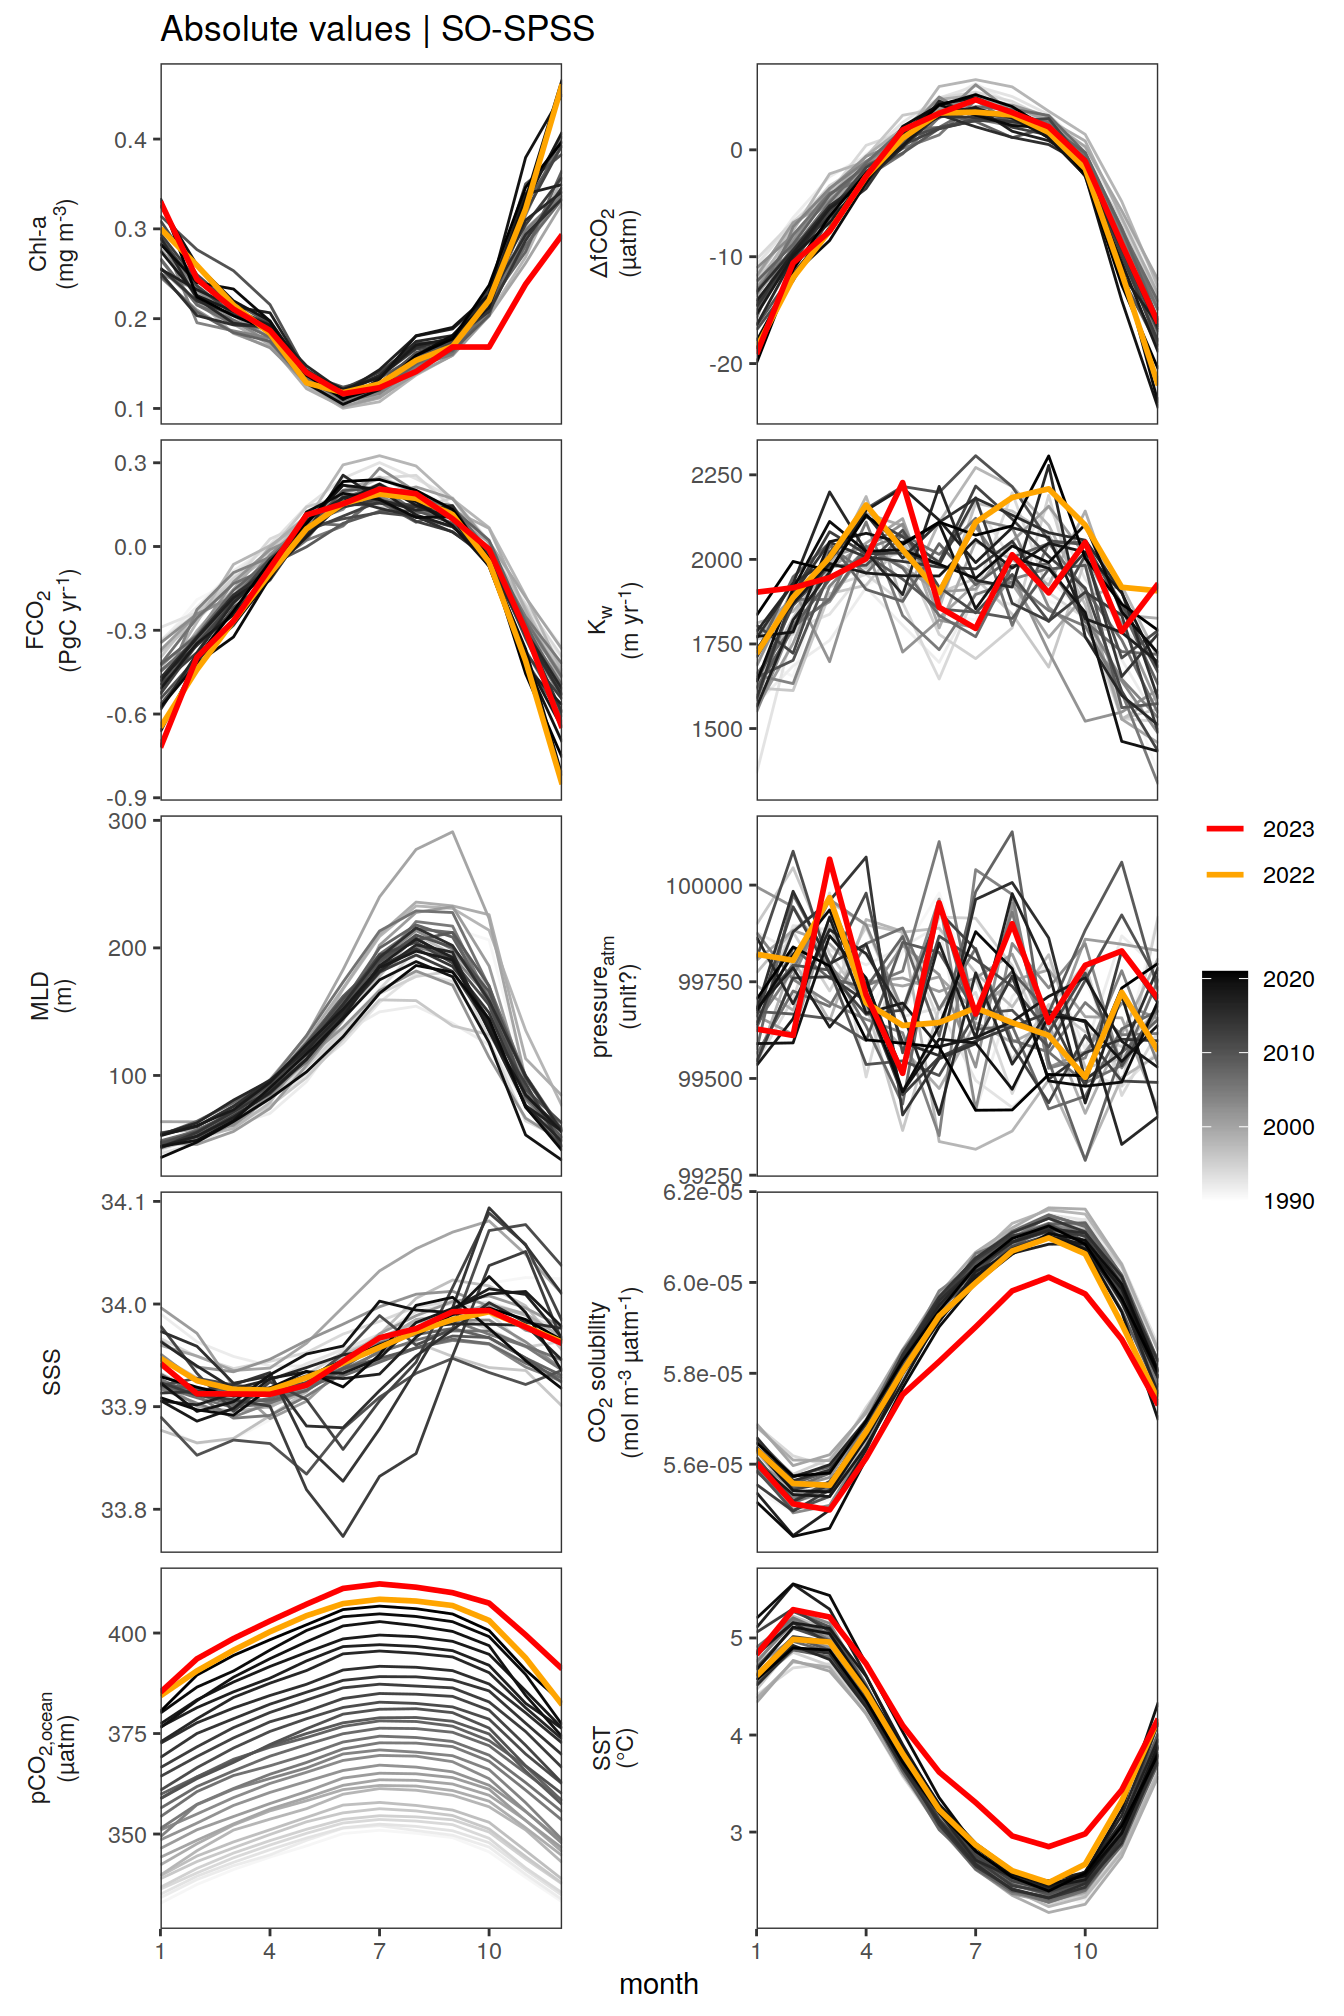 Absolute values | SO-SPSS
Chl-a
(mg m⁻³)
0.4
0.3
0.2
0.1
ΔfCO₂
(µatm)
0
-10
-20
FCO₂
(PgC yr⁻¹)
0.3
0.0
-0.3
-0.6
-0.9
K_w
(m yr⁻¹)
2250
2000
1750
1500
MLD
(m)
300
200
100
pressure_atm
(unit?)
100000
99750
99500
99250
SSS
34.1
34.0
33.9
33.8
CO₂ solubility
(mol m⁻³ µatm⁻¹)
6.2e-05
6.0e-05
5.8e-05
5.6e-05
pCO₂,ocean
(µatm)
400
375
350
SST
(°C)
5
4
3
1 4 7 10
1 4 7 10
month
2023
2022
2020
2010
2000
1990